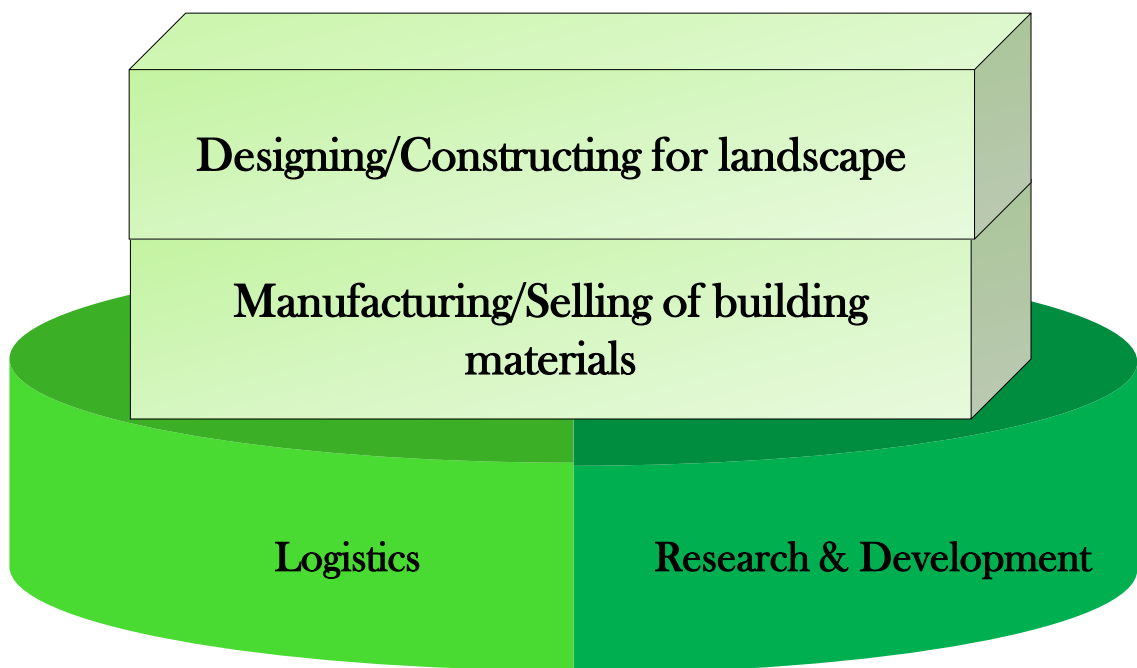 Designing/Constructing for landscape
Manufacturing/Selling of building
materials
Logistics
Research & Development